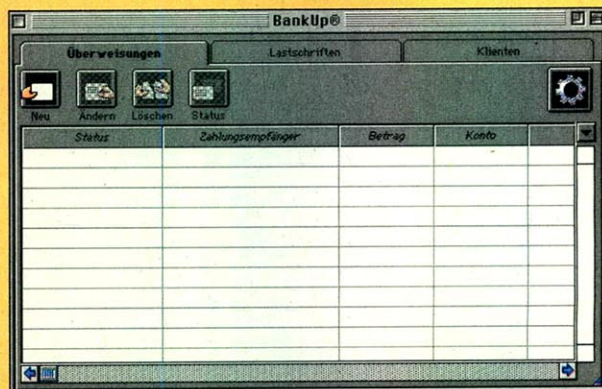 BankUp®
Überweisungen Lastschriften Klienten
Neu Ändern Löschen Status
Status Zahlungsempfänger Betrag Konto